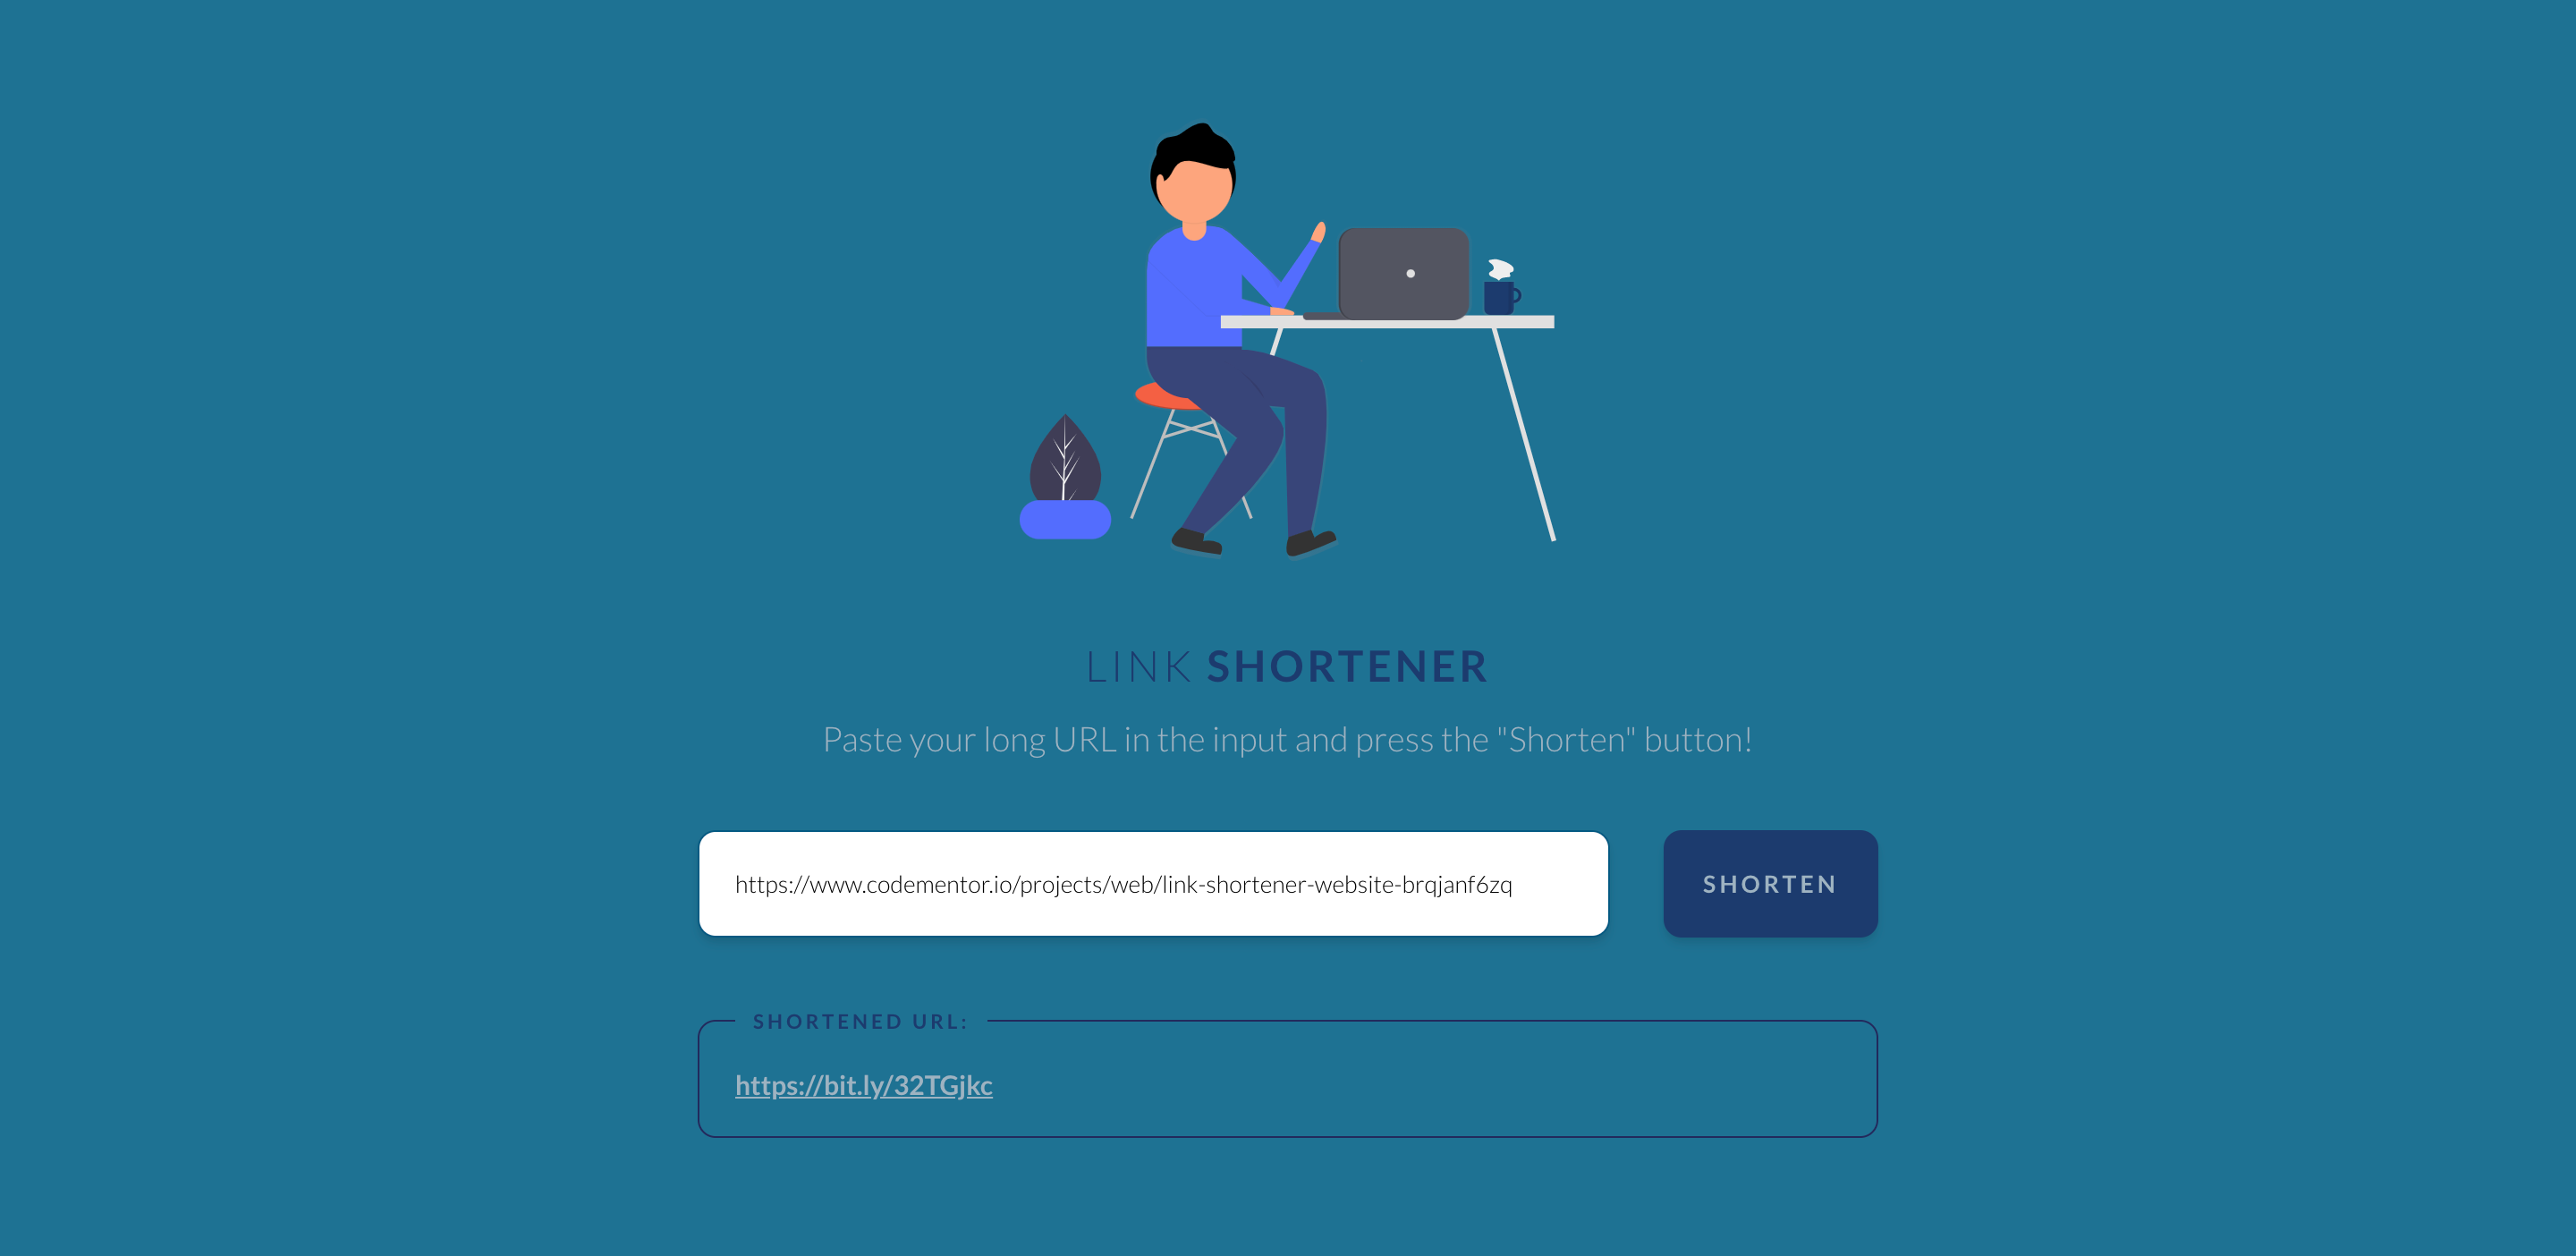 LINK SHORTENER
Paste your long URL in the input and press the "Shorten" button!
https://www.codementor.io/projects/web/link-shortener-website-brqjanf6zq
SHORTEN
SHORTENED URL:
https://bit.ly/32TGjkc